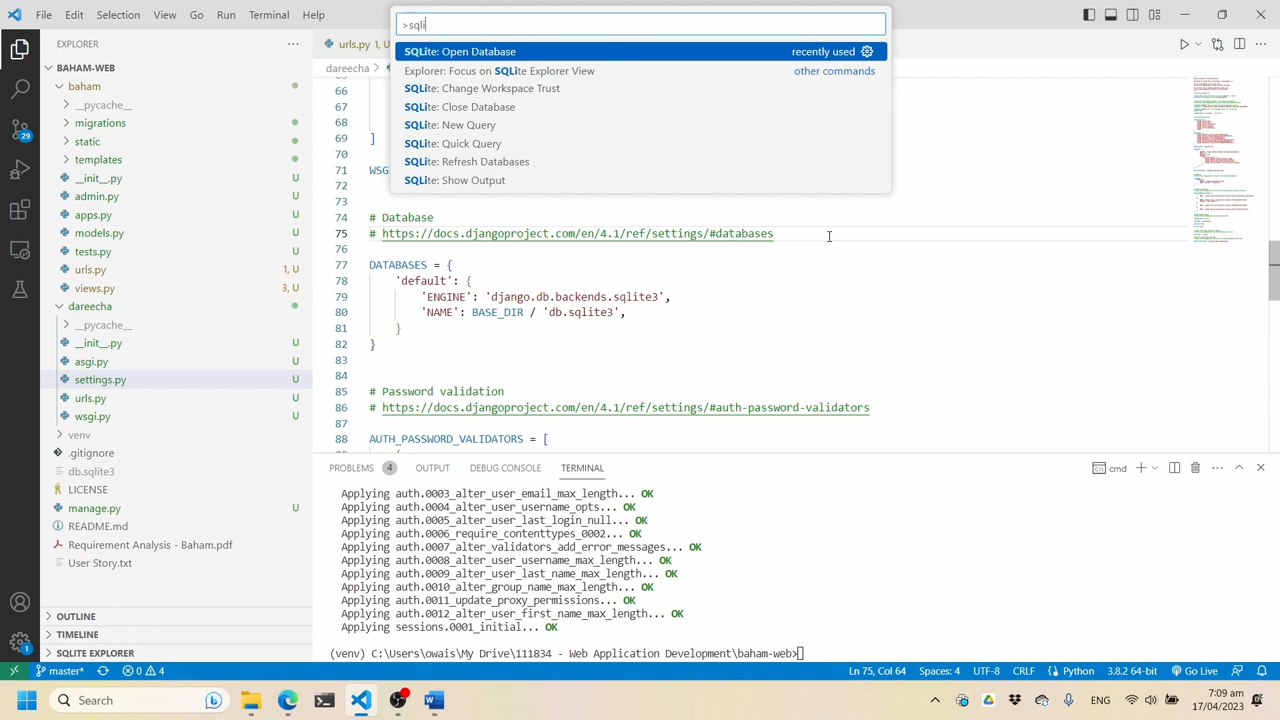 File
Edit
>sqli
SQLite: Open Database
recently used
Explorer: Focus on SQLite Explorer View
other commands
SQLite: Change Workspace Trust
SQLite: Close Database
SQLite: New Query
SQLite: Quick Query
SQLite: Refresh Databases
SQLite: Show Output
EXPLORER
BAHAM-WEB
baham
__pycache__
migrations
static
templates
__init__.py U
admin.py U
apps.py U
models.py U
tests.py U
urls.py 1, U
views.py 3, U
dareecha
__pycache__
__init__.py U
asgi.py U
settings.py U
urls.py U
wsgi.py U
venv
.gitignore
db.sqlite3
LICENSE
manage.py U
README.md
Requirement Analysis - Baham.pdf
User Story.txt
OUTLINE
TIMELINE
SQLITE EXPLORER
29
1
urls.py 1, U
dareecha >
66
67
68
69 ]
70
71 WSG
72
73
74 # Database
75 # https://docs.djangoproject.com/en/4.1/ref/settings/#databases
76
77 DATABASES = {
78 'default': {
79 'ENGINE': 'django.db.backends.sqlite3',
80 'NAME': BASE_DIR / 'db.sqlite3',
81 }
82 }
83
84
85 # Password validation
86 # https://docs.djangoproject.com/en/4.1/ref/settings/#auth-password-validators
87
88 AUTH_PASSWORD_VALIDATORS = [
PROBLEMS 4 OUTPUT DEBUG CONSOLE TERMINAL
cmd
Applying auth.0003_alter_user_email_max_length... OK
Applying auth.0004_alter_user_username_opts... OK
Applying auth.0005_alter_user_last_login_null... OK
Applying auth.0006_require_contenttypes_0002... OK
Applying auth.0007_alter_validators_add_error_messages... OK
Applying auth.0008_alter_user_username_max_length... OK
Applying auth.0009_alter_user_last_name_max_length... OK
Applying auth.0010_alter_group_name_max_length... OK
Applying auth.0011_update_proxy_permissions... OK
Applying auth.0012_alter_user_first_name_max_length... OK
Applying sessions.0001_initial... OK
(venv) C:\Users\owais\My Drive\111834 - Web Application Development\baham-web>
master* 0 4
Ln 75, Col 64 Spaces: 4 UTF-8 CRLF Python 3.8.2 64-bit Go Live
Search
ENG
7:09 am
17/04/2023